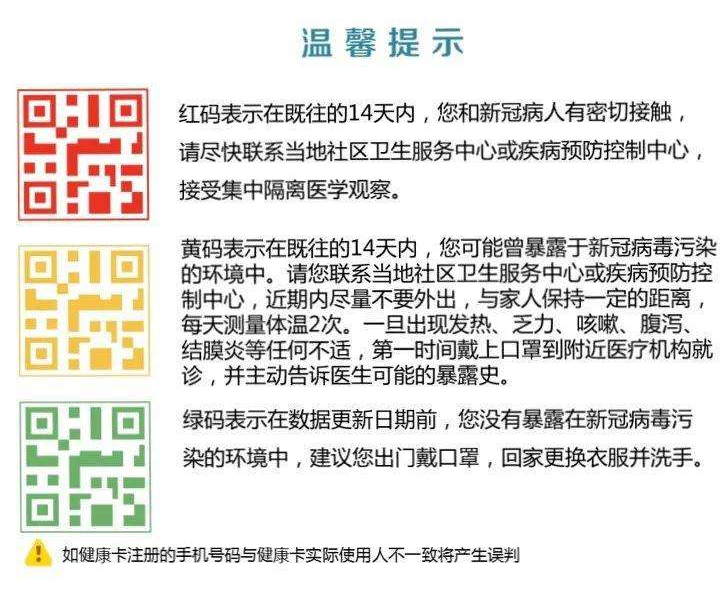 温馨提示
红码表示在既往的14天内，您和新冠病人有密切接触，
请尽快联系当地社区卫生服务中心或疾病预防控制中心，
接受集中隔离医学观察。
黄码表示在既往的14天内，您可能曾暴露于新冠病毒污染
的环境中。请您联系当地社区卫生服务中心或疾病预防控
制中心，近期内尽量不要外出，与家人保持一定的距离，
每天测量体温2次。一旦出现发热、乏力、咳嗽、腹泻、
结膜炎等任何不适，第一时间戴上口罩到附近医疗机构就
诊，并主动告诉医生可能的暴露史。
绿码表示在数据更新日期前，您没有暴露在新冠病毒污
染的环境中，建议您出门戴口罩，回家更换衣服并洗手。
如健康卡注册的手机号码与健康卡实际使用人不一致将产生误判